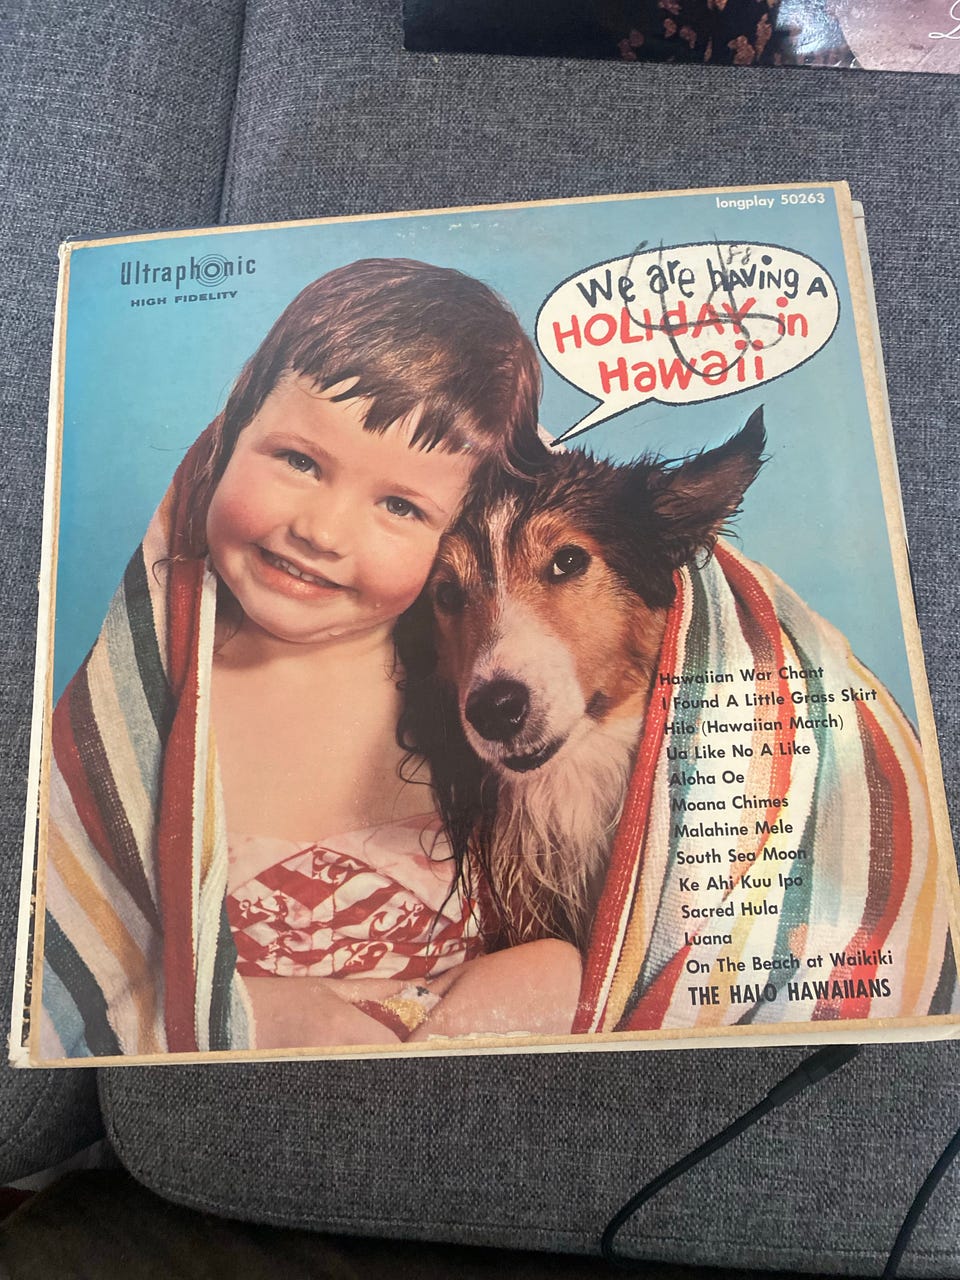 longplay 50263
Ultraphonic
HIGH FIDELITY
We are having a
HOLIdAY in
Hawaii
Hawaiian War Chant
I Found A Little Grass Skirt
Hilo (Hawaiian March)
Ua Like No A Like
Aloha Oe
Moana Chimes
Malahine Mele
South Sea Moon
Ke Ahi Kuu Ipo
Sacred Hula
Luana
On The Beach at Waikiki
THE HALO HAWAIIANS